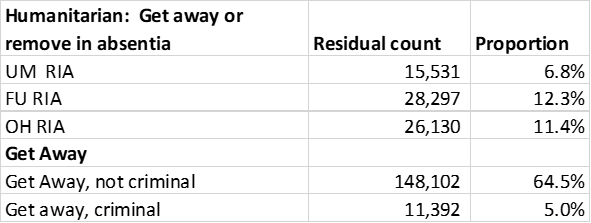 Humanitarian: Get away or
remove in absentia Residual count Proportion
UM RIA 15,531 6.8%
FU RIA 28,297 12.3%
OH RIA 26,130 11.4%
Get Away
Get Away, not criminal 148,102 64.5%
Get away, criminal 11,392 5.0%